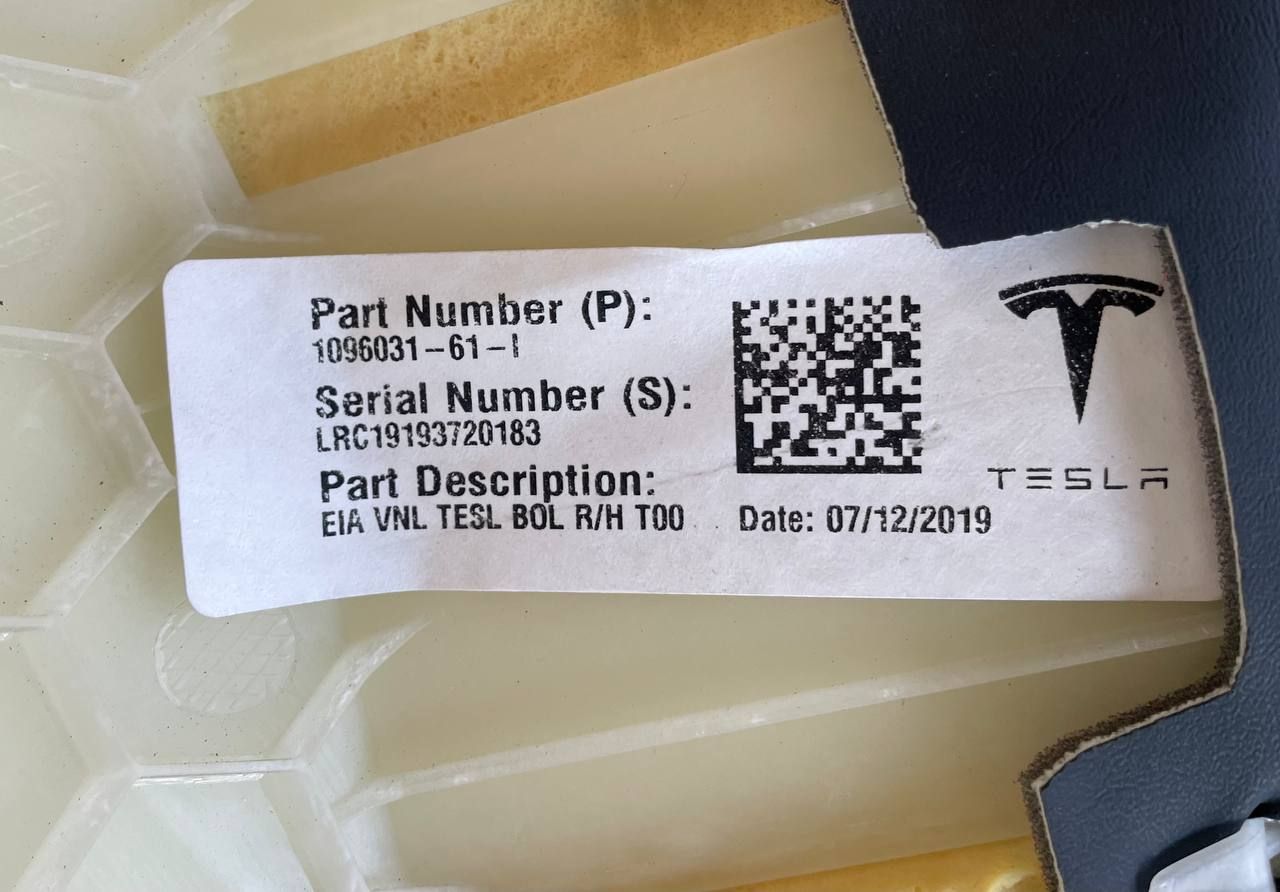 Part Number (P):
1096031-61-I
Serial Number (S):
LRC19193720183
Part Description:
EIA VNL TESL BOL R/H T00
Date: 07/12/2019
TESLA